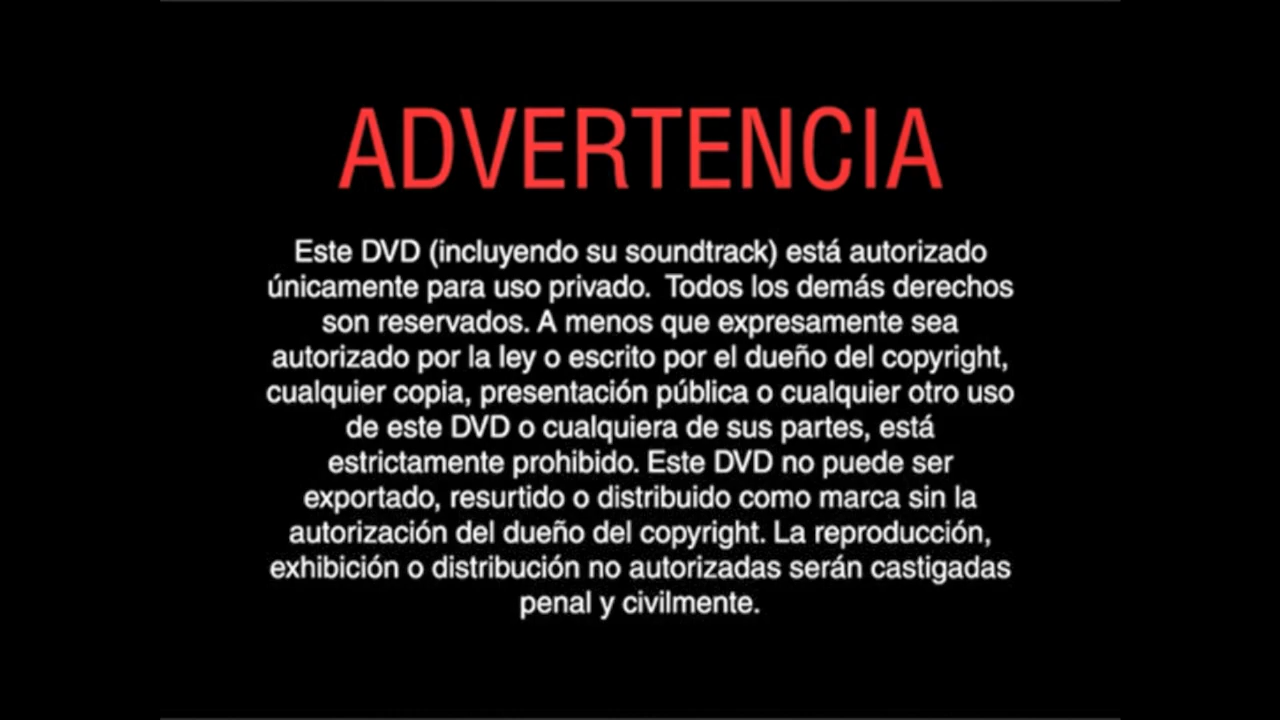 ADVERTENCIA
Este DVD (incluyendo su soundtrack) está autorizado
únicamente para uso privado.  Todos los demás derechos
son reservados. A menos que expresamente sea
autorizado por la ley o escrito por el dueño del copyright,
cualquier copia, presentación pública o cualquier otro uso
de este DVD o cualquiera de sus partes, está
estrictamente prohibido. Este DVD no puede ser
exportado, resurtido o distribuido como marca sin la
autorización del dueño del copyright. La reproducción,
exhibición o distribución no autorizadas serán castigadas
penal y civilmente.